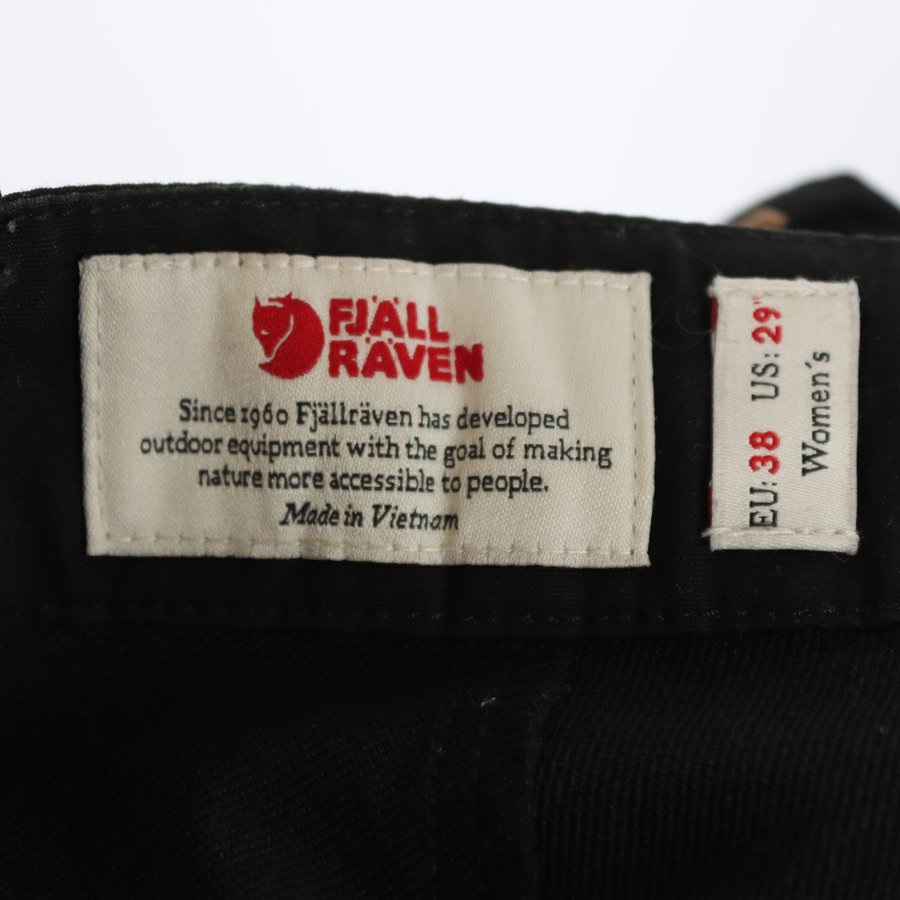 FJÄLL
RÄVEN
Since 1960 Fjällräven has developed
outdoor equipment with the goal of making
nature more accessible to people.
Made in Vietnam
EU: 38 US: 29"
Women´s